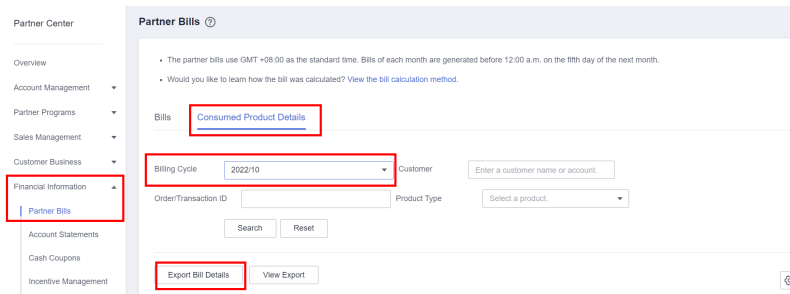 Partner Center
Overview
Account Management
Partner Programs
Sales Management
Customer Business
Financial Information
Partner Bills
Account Statements
Cash Coupons
Incentive Management
Partner Bills ?
• The partner bills use GMT +08:00 as the standard time. Bills of each month are generated before 12:00 a.m. on the fifth day of the next month.
• Would you like to learn how the bill was calculated? View the bill calculation method.
Bills Consumed Product Details
Billing Cycle 2022/10 Customer Enter a customer name or account.
Order/Transaction ID Product Type Select a product.
Search Reset
Export Bill Details View Export